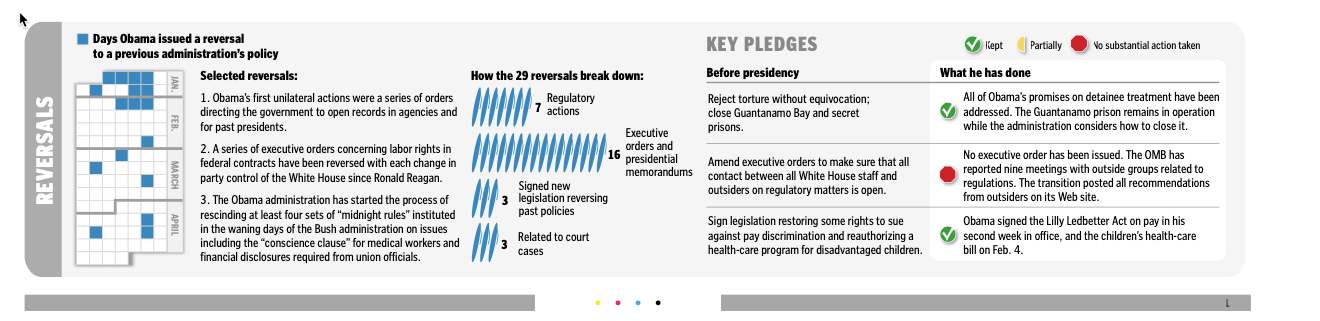 REVERSALS
Days Obama issued a reversal
to a previous administration's policy
JAN.
FEB.
MARCH
APRIL
Selected reversals:
1. Obama's first unilateral actions were a series of orders
directing the government to open records in agencies and
for past presidents.
2. A series of executive orders concerning labor rights in
federal contracts have been reversed with each change in
party control of the White House since Ronald Reagan.
3. The Obama administration has started the process of
rescinding at least four sets of “midnight rules” instituted
in the waning days of the Bush administration on issues
including the “conscience clause” for medical workers and
financial disclosures required from union officials.
How the 29 reversals break down:
7 Regulatory
actions
16 Executive
orders and
presidential
memorandums
3 Signed new
legislation reversing
past policies
3 Related to court
cases
KEY PLEDGES
Kept Partially No substantial action taken
Before presidency
What he has done
Reject torture without equivocation;
close Guantanamo Bay and secret
prisons.
All of Obama's promises on detainee treatment have been
addressed. The Guantanamo prison remains in operation
while the administration considers how to close it.
Amend executive orders to make sure that all
contact between all White House staff and
outsiders on regulatory matters is open.
No executive order has been issued. The OMB has
reported nine meetings with outside groups related to
regulations. The transition posted all recommendations
from outsiders on its Web site.
Sign legislation restoring some rights to sue
against pay discrimination and reauthorizing a
health-care program for disadvantaged children.
Obama signed the Lilly Ledbetter Act on pay in his
second week in office, and the children's health-care
bill on Feb. 4.
L